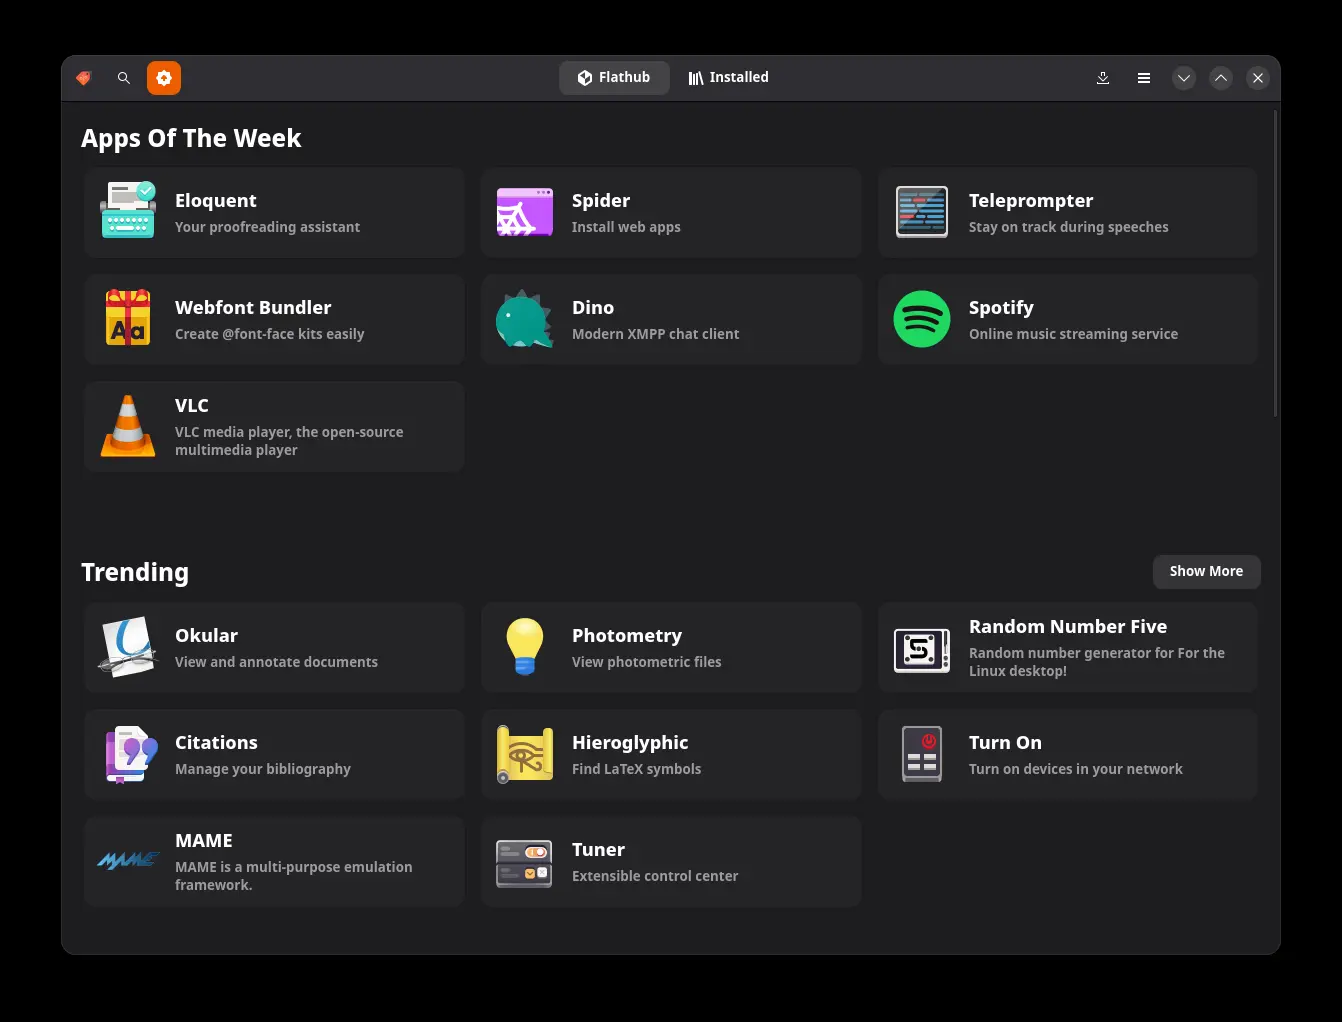 Flathub
Installed
Apps Of The Week
Eloquent
Your proofreading assistant
Spider
Install web apps
Teleprompter
Stay on track during speeches
Aa
Webfont Bundler
Create @font-face kits easily
Dino
Modern XMPP chat client
Spotify
Online music streaming service
VLC
VLC media player, the open-source
multimedia player
Trending
Show More
Okular
View and annotate documents
Photometry
View photometric files
5
Random Number Five
Random number generator for For the
Linux desktop!
Citations
Manage your bibliography
Hieroglyphic
Find LaTeX symbols
Turn On
Turn on devices in your network
MAME
MAME
MAME is a multi-purpose emulation
framework.
Tuner
Extensible control center